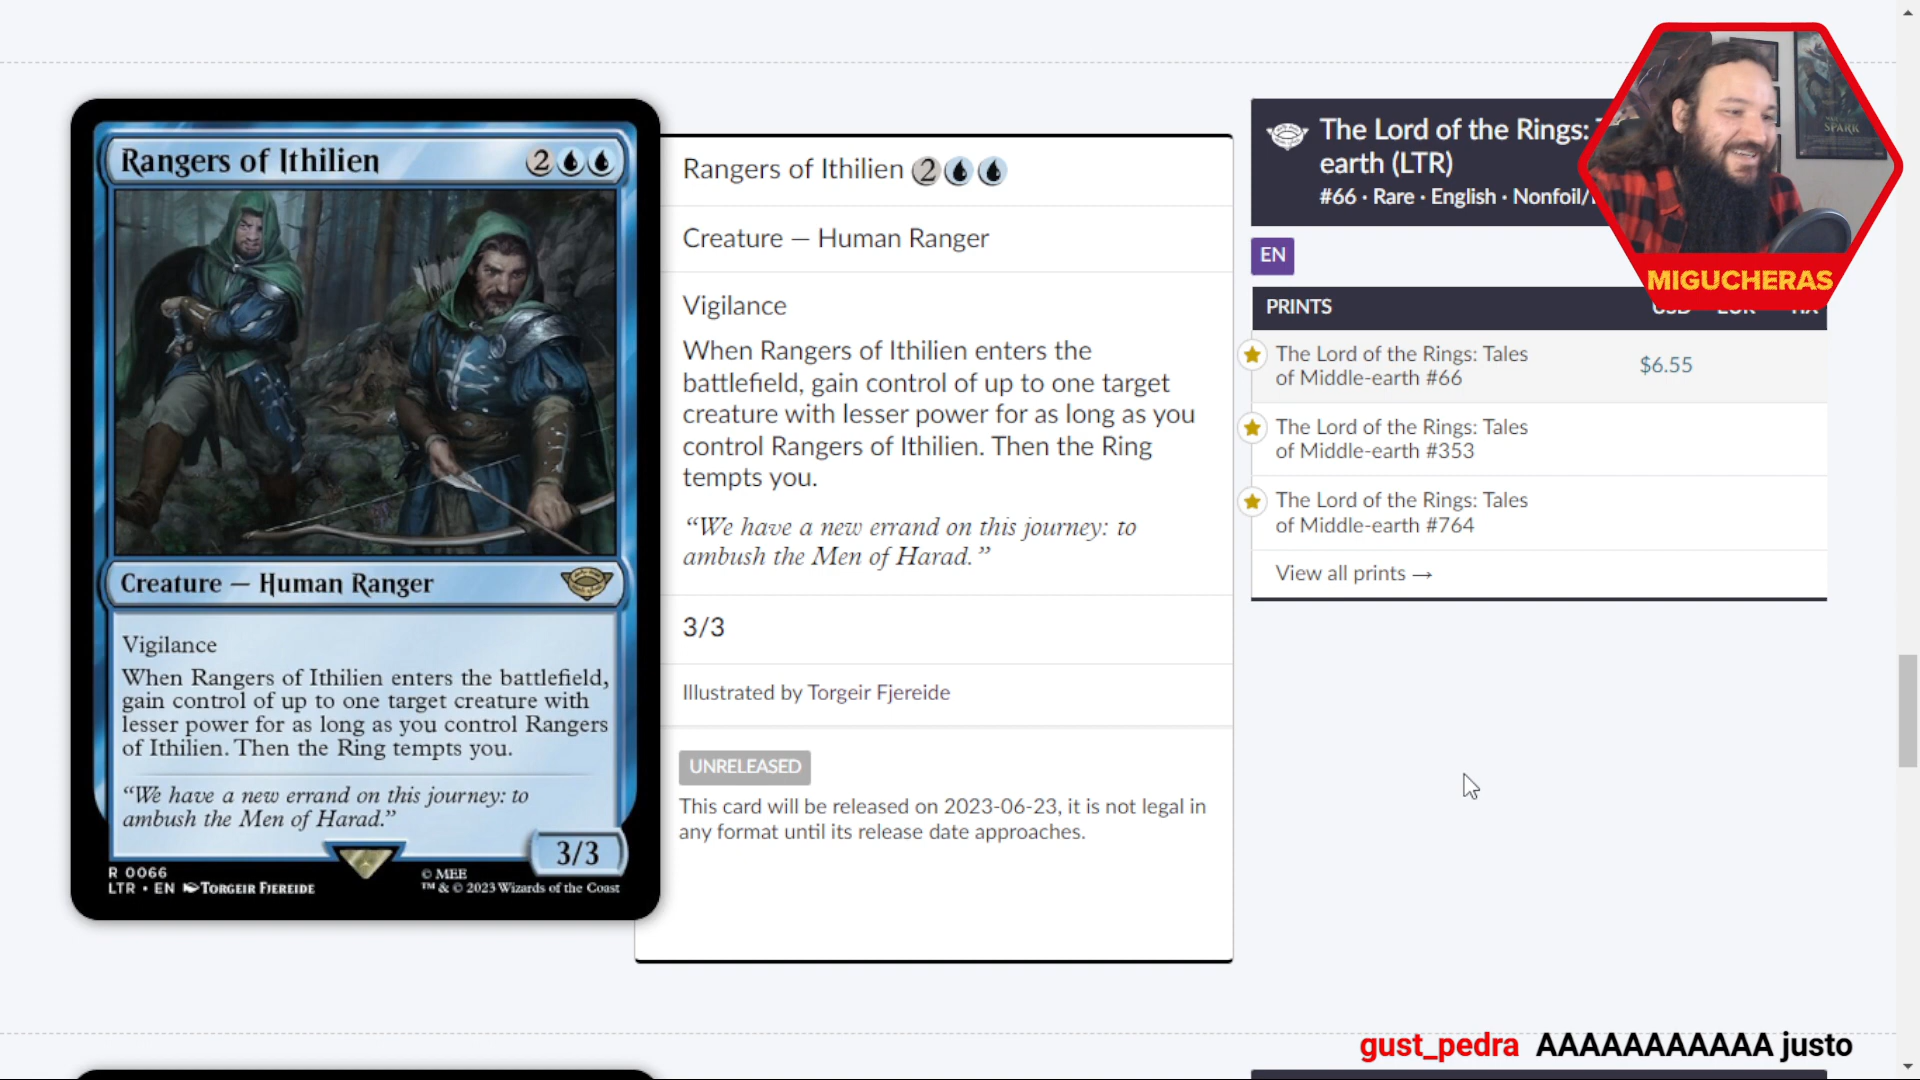 Rangers of Ithilien 2
Creature — Human Ranger
Vigilance
When Rangers of Ithilien enters the battlefield,
gain control of up to one target creature with
lesser power for as long as you control Rangers
of Ithilien. Then the Ring tempts you.
“We have a new errand on this journey: to
ambush the Men of Harad.”
3/3
R 0066
LTR • EN TORGEIR FJEREIDE
© MEE
™ & © 2023 Wizards of the Coast
Rangers of Ithilien 2
Creature — Human Ranger
Vigilance
When Rangers of Ithilien enters the
battlefield, gain control of up to one target
creature with lesser power for as long as you
control Rangers of Ithilien. Then the Ring
tempts you.
“We have a new errand on this journey: to
ambush the Men of Harad.”
3/3
Illustrated by Torgeir Fjereide
UNRELEASED
This card will be released on 2023-06-23, it is not legal in
any format until its release date approaches.
The Lord of the Rings:
earth (LTR)
#66 · Rare · English · Nonfoil/
EN
PRINTS USD EUR TIX
The Lord of the Rings: Tales
of Middle-earth #66
$6.55
The Lord of the Rings: Tales
of Middle-earth #353
The Lord of the Rings: Tales
of Middle-earth #764
View all prints →
SPARK
MIGUCHERAS
gust_pedra AAAAAAAAAAA justo